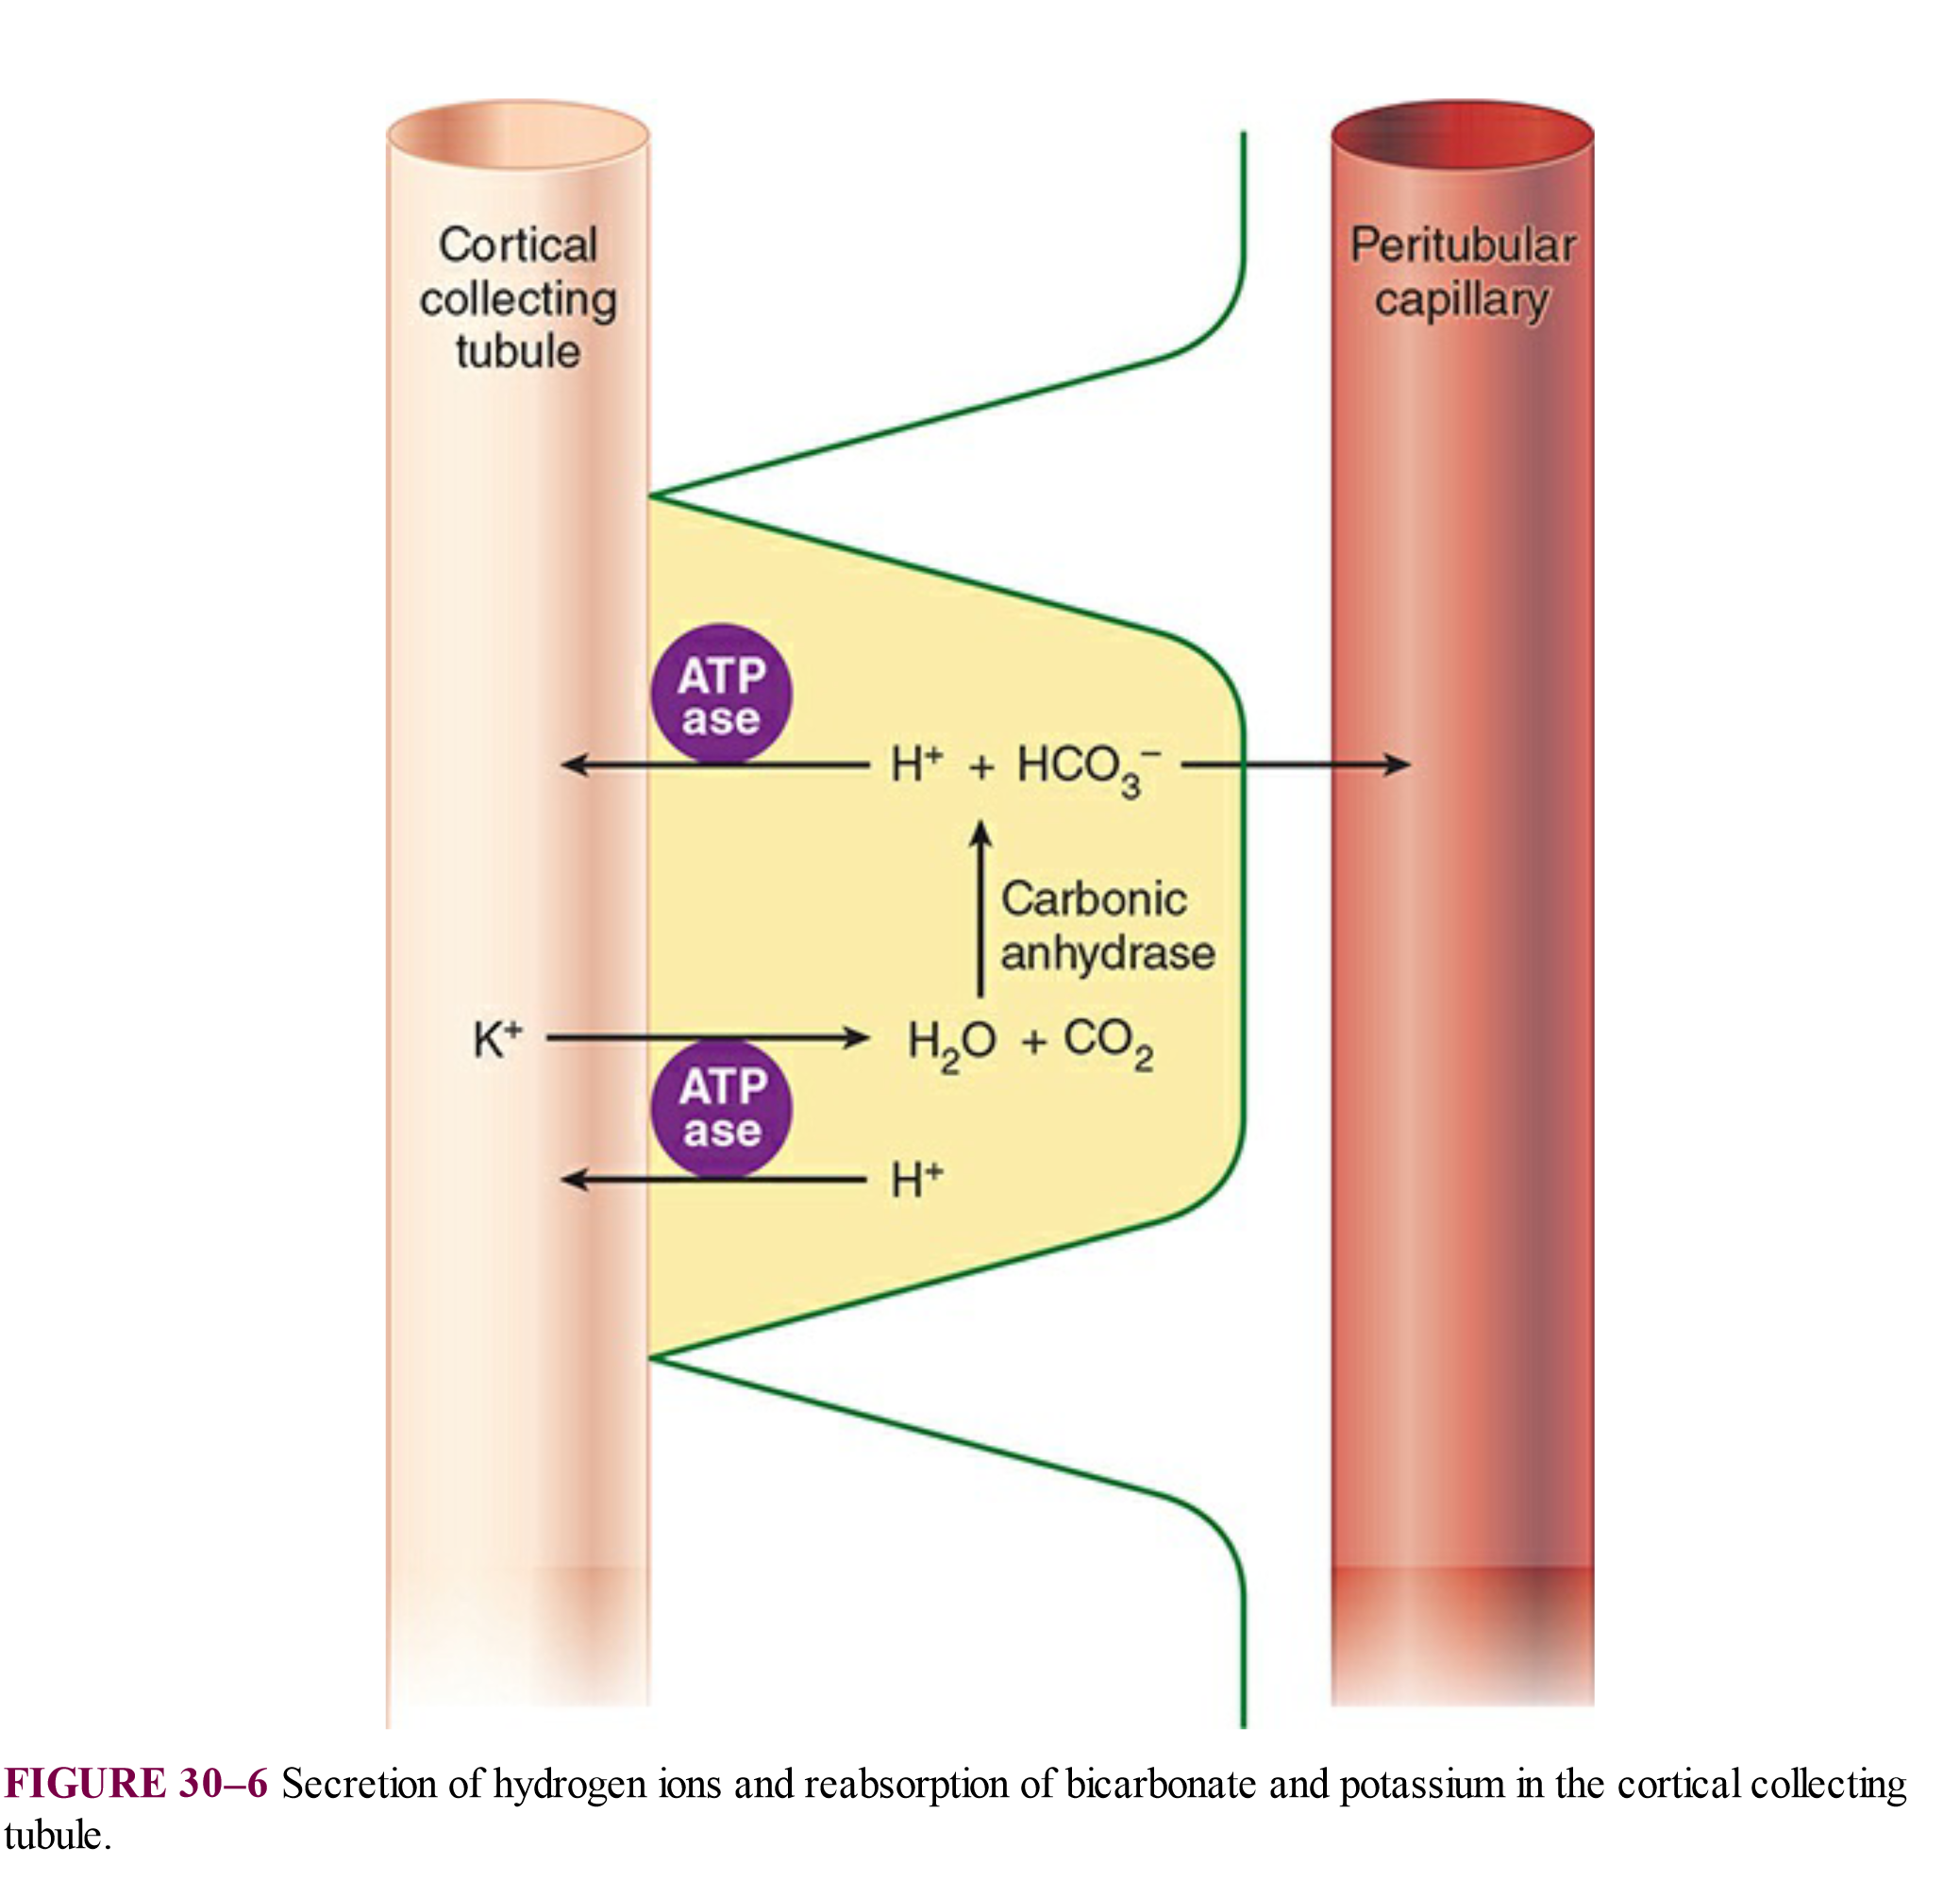 Cortical
collecting
tubule
Peritubular
capillary
ATP
ase
H⁺ + HCO₃⁻
Carbonic
anhydrase
K⁺
H₂O + CO₂
ATP
ase
H⁺
FIGURE 30–6 Secretion of hydrogen ions and reabsorption of bicarbonate and potassium in the cortical collecting
tubule.